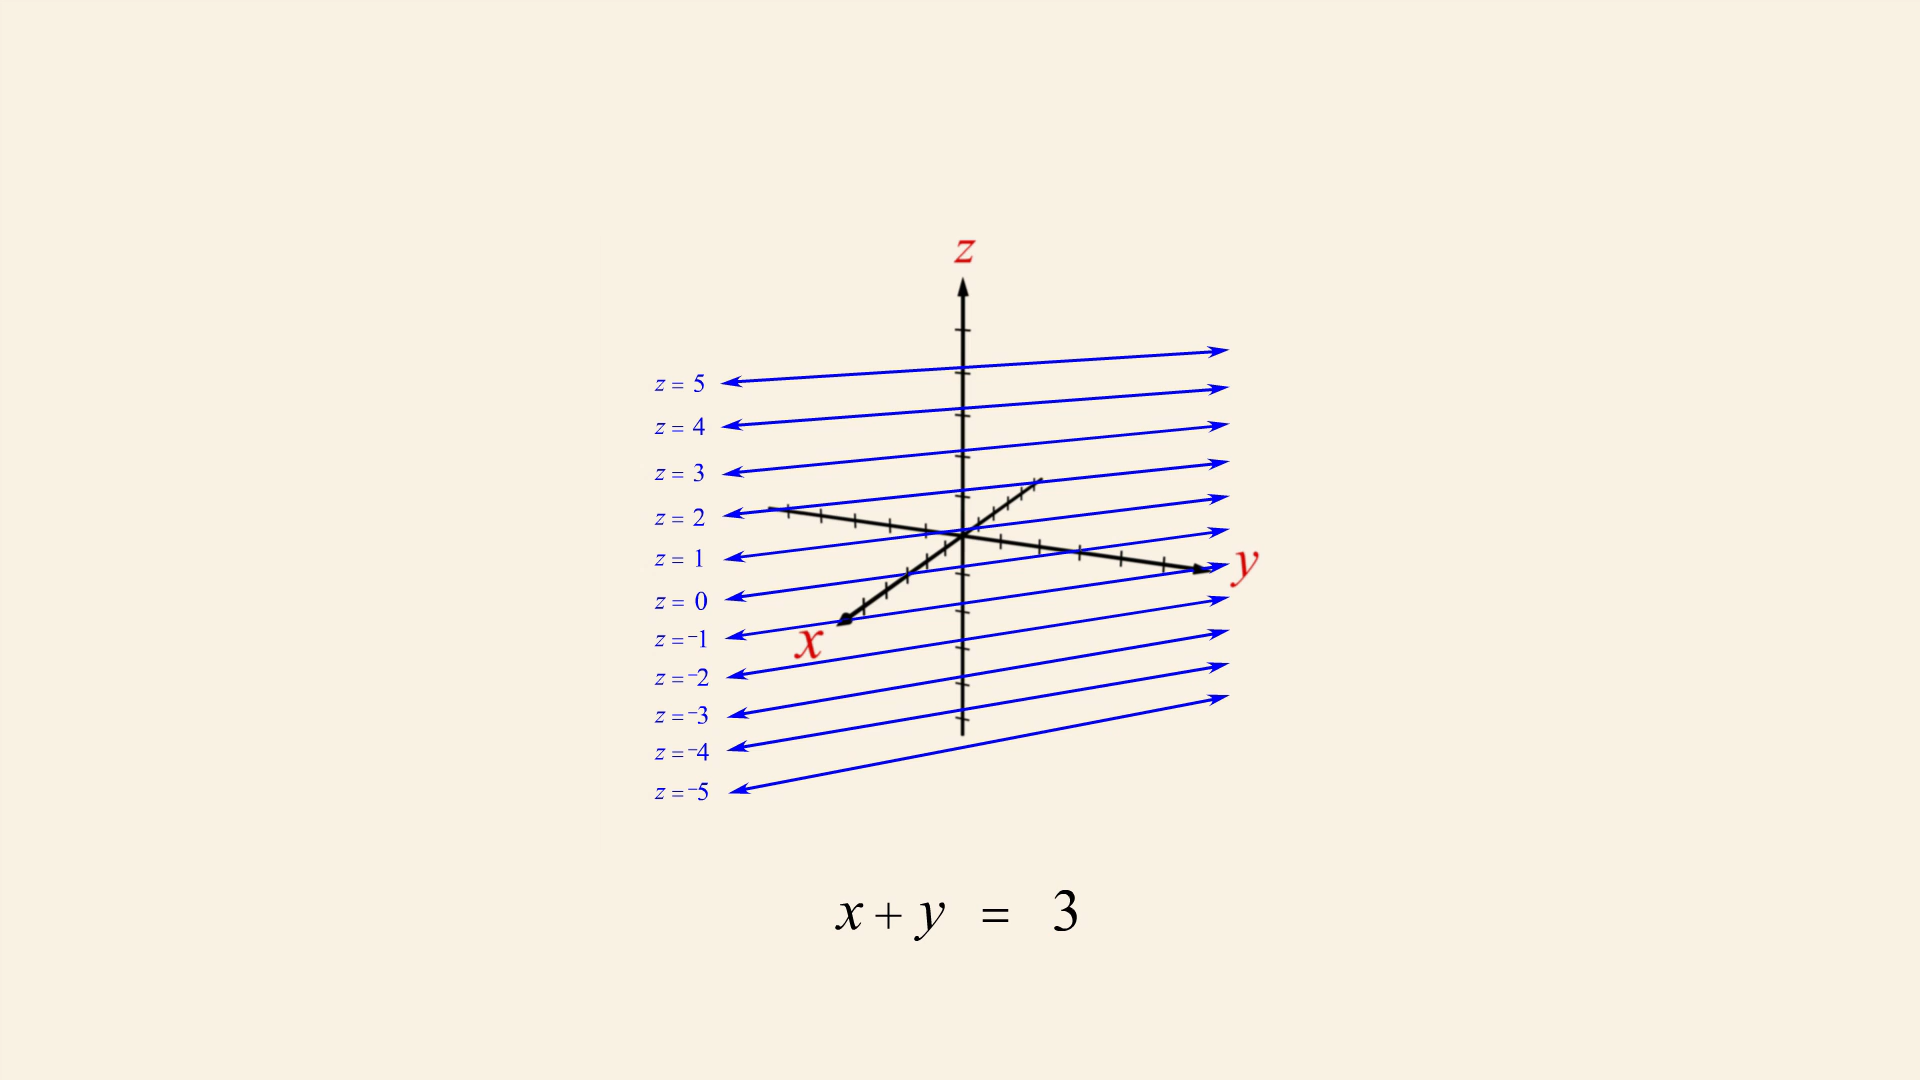 z
z = 5
z = 4
z = 3
z = 2
z = 1
y
z = 0
z = ⁻1
x
z = ⁻2
z = ⁻3
z = ⁻4
z = ⁻5
x + y = 3